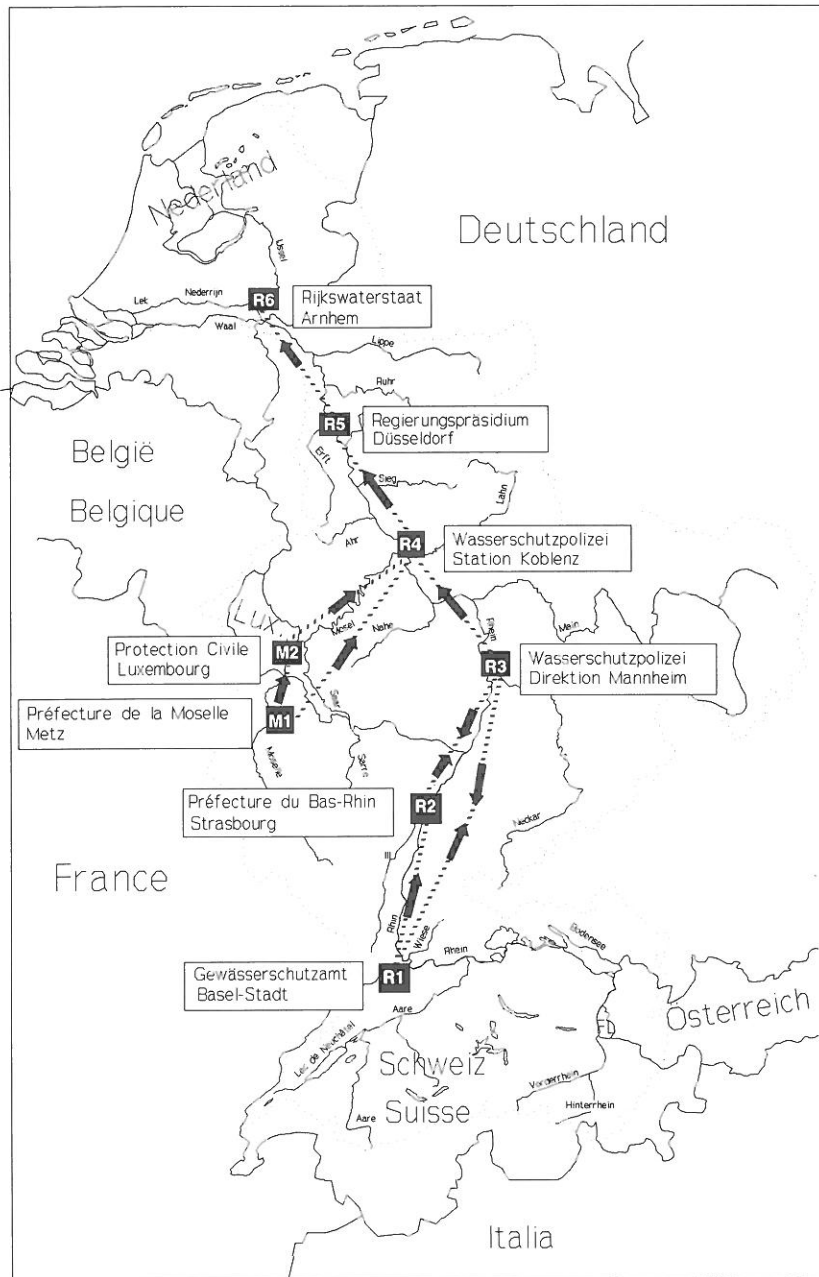 Nederland
Deutschland
IJssel
Lek
Nederrijn
R6
Rijkswaterstaat
Arnhem
Waal
Lippe
Ruhr
R5
Regierungspräsidium
Düsseldorf
België
Belgique
Erft
Sieg
Lahn
Ahr
R4
Wasserschutzpolizei
Station Koblenz
LUX
Mosel
Nahe
Rhein
Main
Protection Civile
Luxembourg
M2
R3
Wasserschutzpolizei
Direktion Mannheim
Préfecture de la Moselle
Metz
M1
Saar
Moselle
Sarre
Préfecture du Bas-Rhin
Strasbourg
R2
Neckar
Ill
France
Rhin
Wiese
Rhein
Bodensee
Gewässerschutzamt
Basel-Stadt
R1
Aare
Österreich
FL
Lac de Neuchâtel
Schweiz
Suisse
Vorderrhein
Hinterrhein
Aare
Italia